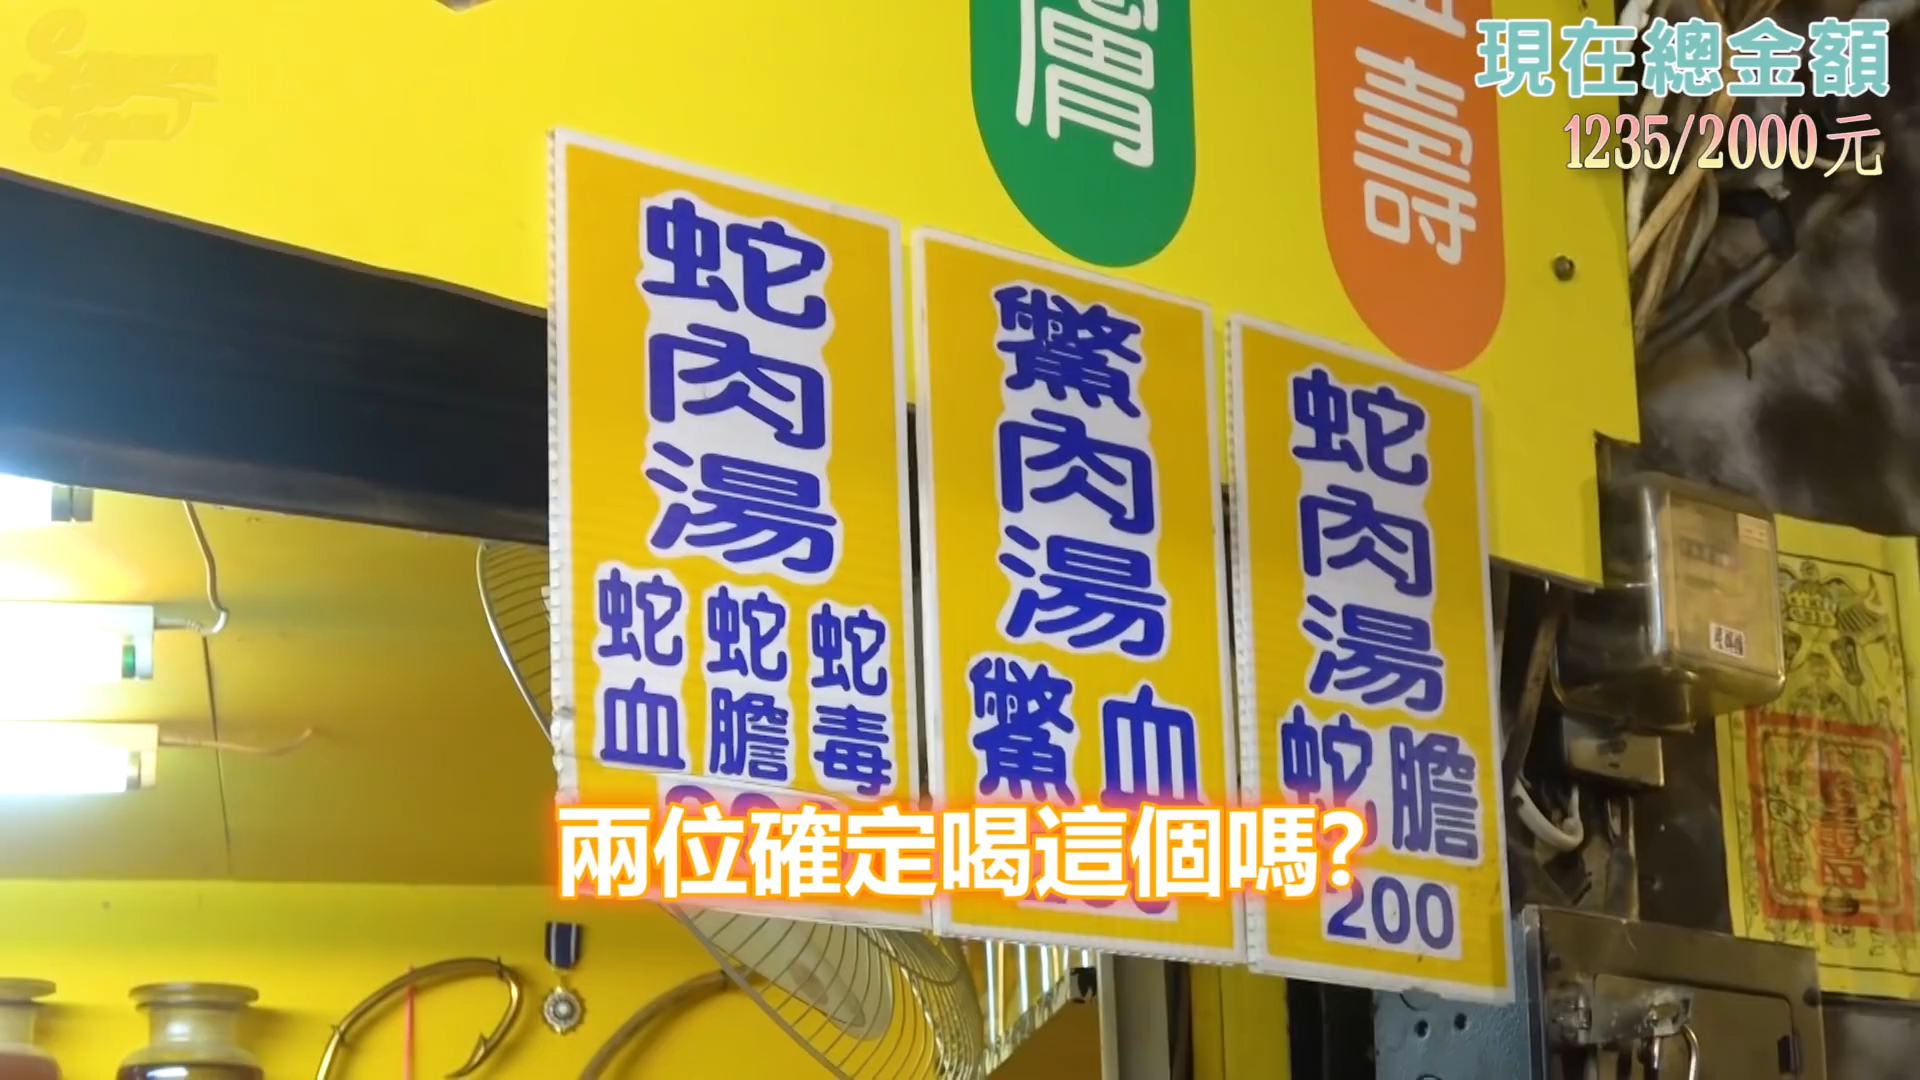 現在總金額
1235/2000元
壽
蛇肉湯
蛇血
蛇膽
蛇毒
鱉肉湯
鱉血
蛇肉湯
蛇膽
200
兩位確定喝這個嗎?